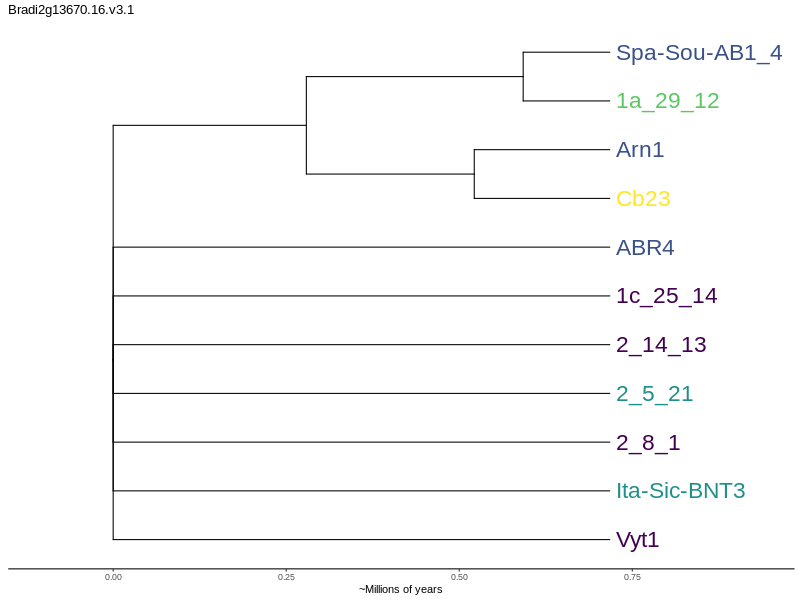 Bradi2g13670.16.v3.1
Spa-Sou-AB1_4
1a_29_12
Arn1
Cb23
ABR4
1c_25_14
2_14_13
2_5_21
2_8_1
Ita-Sic-BNT3
Vyt1
0.00 0.25 0.50 0.75
~Millions of years